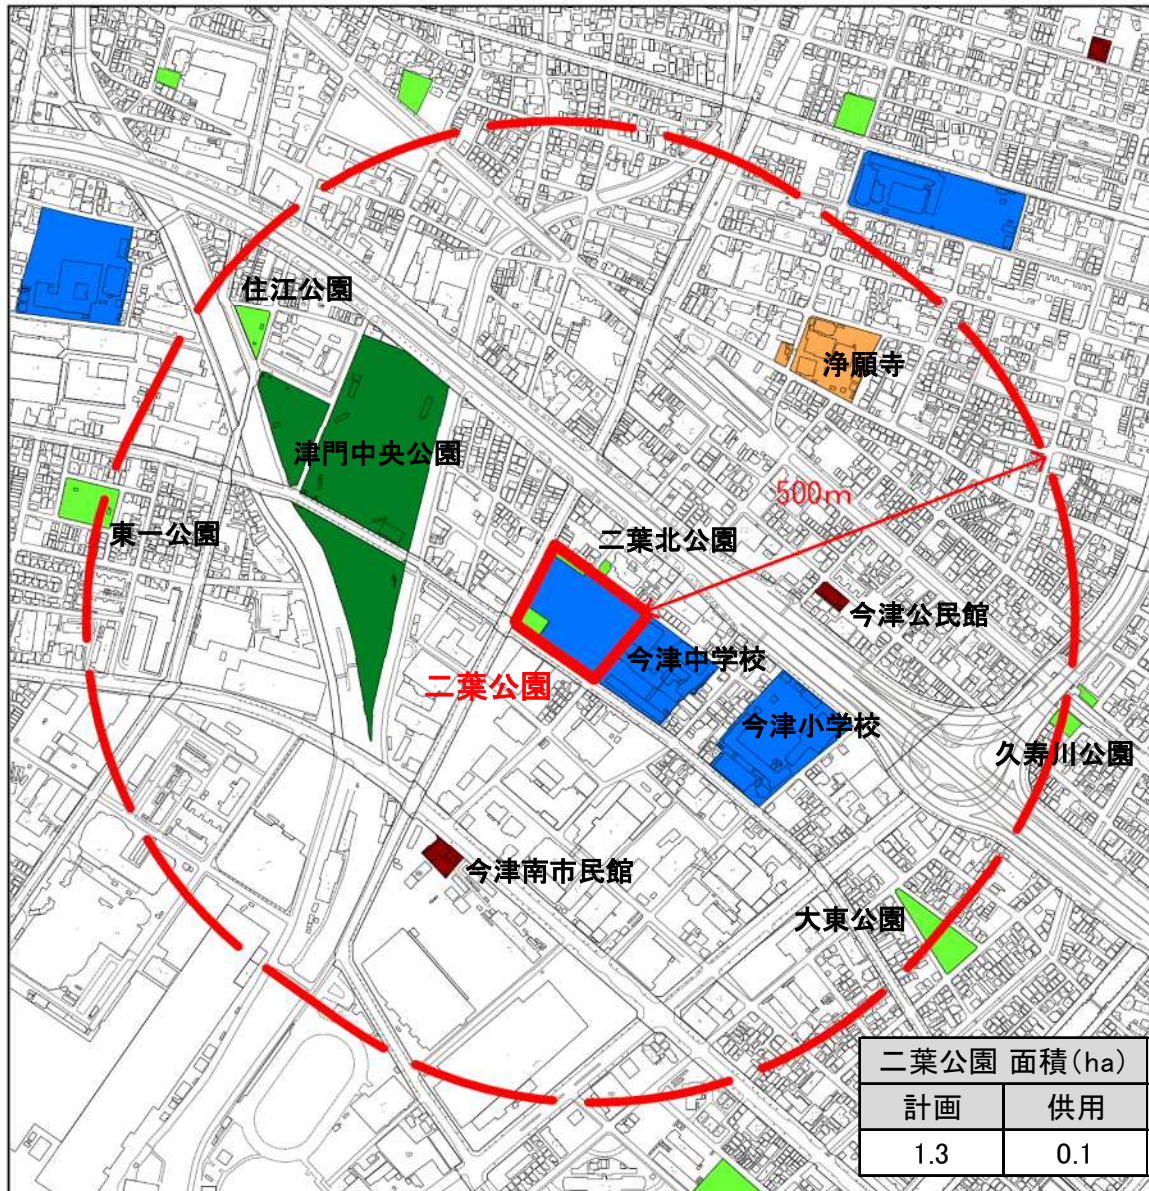 住江公園
浄願寺
津門中央公園
500m
東一公園
二葉北公園
今津公民館
今津中学校
二葉公園
今津小学校
久寿川公園
今津南市民館
大東公園
二葉公園 面積(ha)
計画 供用
1.3 0.1